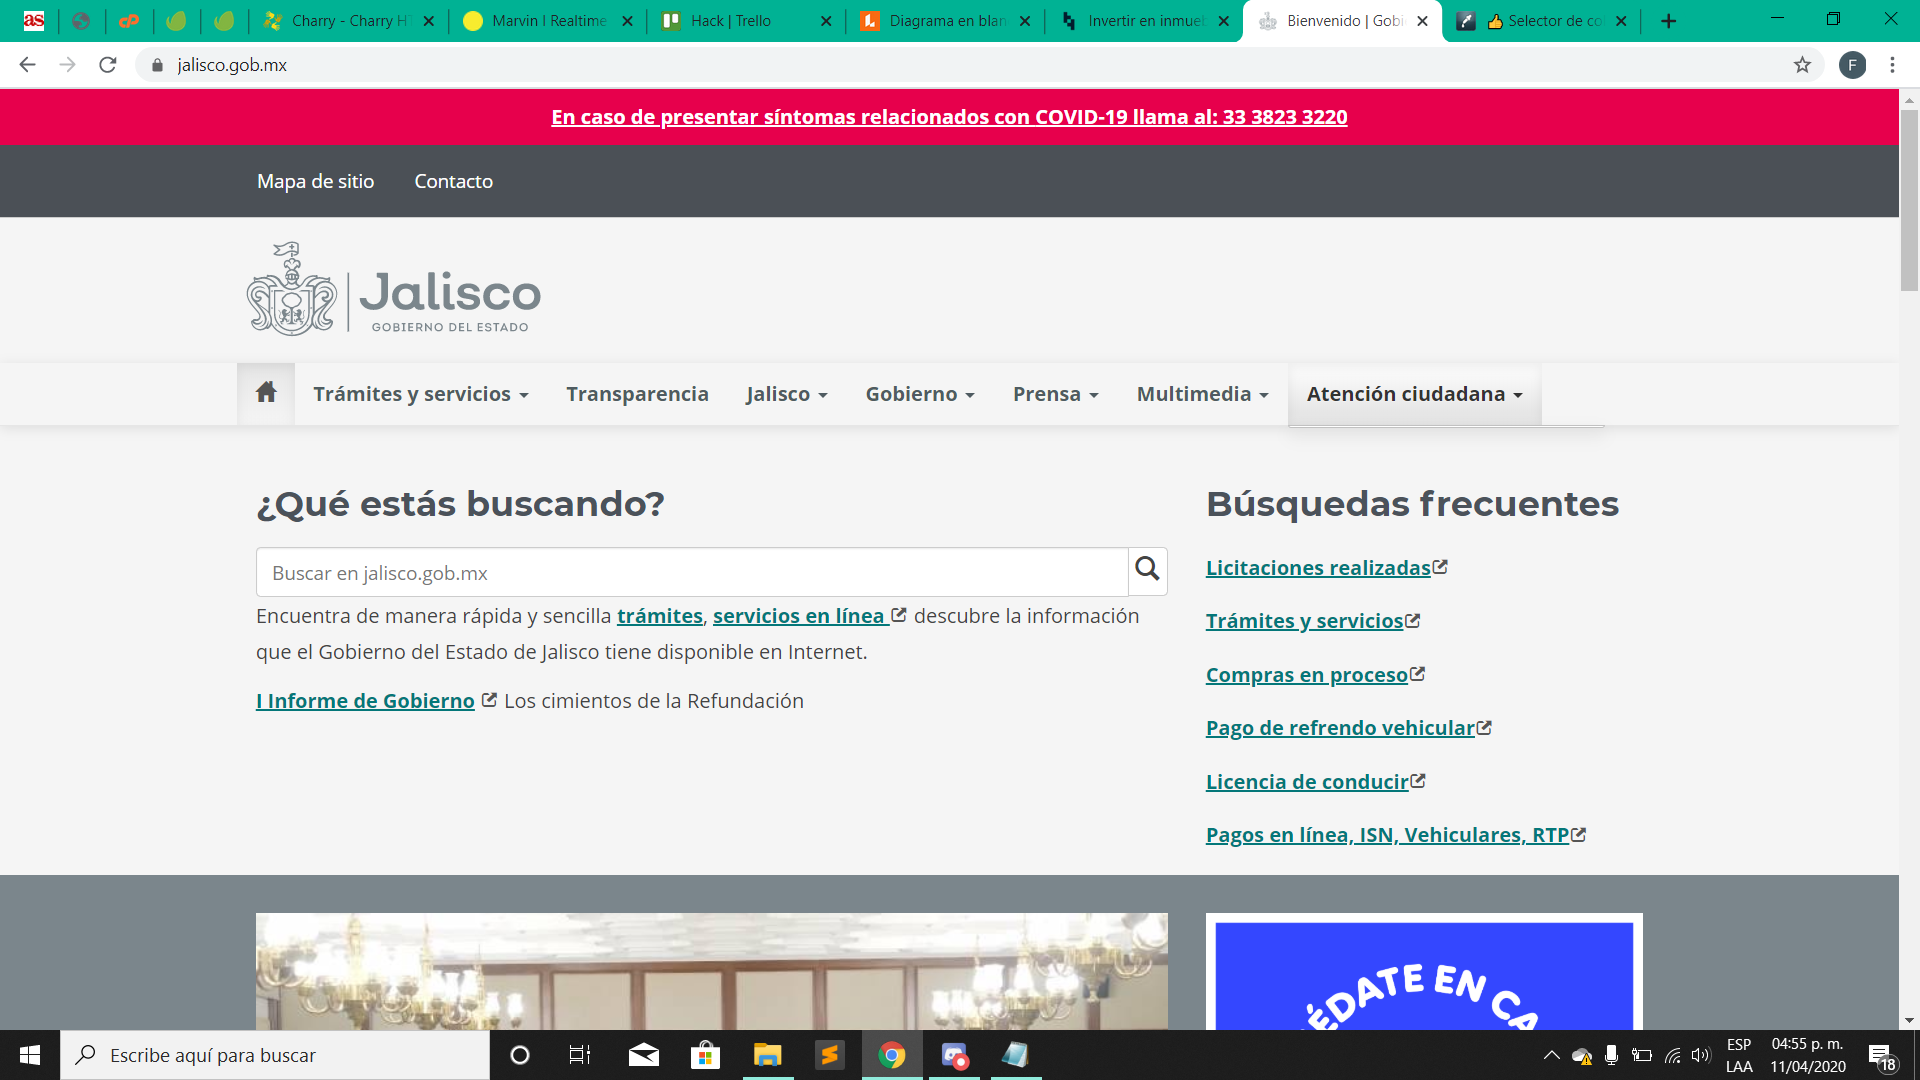 as
Charry - Charry HT
Marvin | Realtime
Hack | Trello
Diagrama en blan
Invertir en inmueb
Bienvenido | Gobi
Selector de co
jalisco.gob.mx
F
En caso de presentar síntomas relacionados con COVID-19 llama al: 33 3823 3220
Mapa de sitio
Contacto
Jalisco
GOBIERNO DEL ESTADO
Trámites y servicios
Transparencia
Jalisco
Gobierno
Prensa
Multimedia
Atención ciudadana
¿Qué estás buscando?
Buscar en jalisco.gob.mx
Encuentra de manera rápida y sencilla trámites, servicios en línea descubre la información
que el Gobierno del Estado de Jalisco tiene disponible en Internet.
I Informe de Gobierno Los cimientos de la Refundación
Búsquedas frecuentes
Licitaciones realizadas
Trámites y servicios
Compras en proceso
Pago de refrendo vehicular
Licencia de conducir
Pagos en línea, ISN, Vehiculares, RTP
ÉDATE EN CA
Escribe aquí para buscar
ESP
LAA
04:55 p. m.
11/04/2020
18